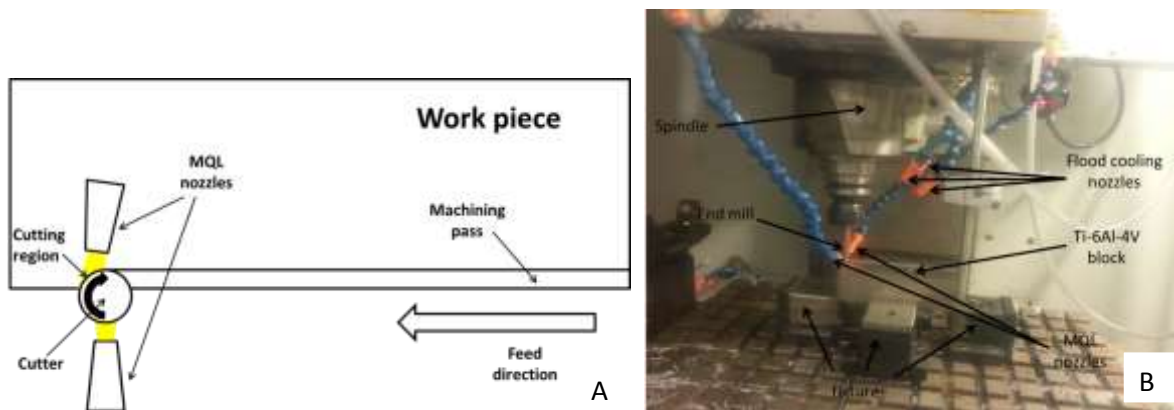 Work piece
MQL
nozzles
Machining
pass
Cutting
region
Cutter
Feed
direction
A
Spindle
Flood cooling
nozzles
End mill
Ti-6Al-4V
block
MQL
nozzles
fixtures
B